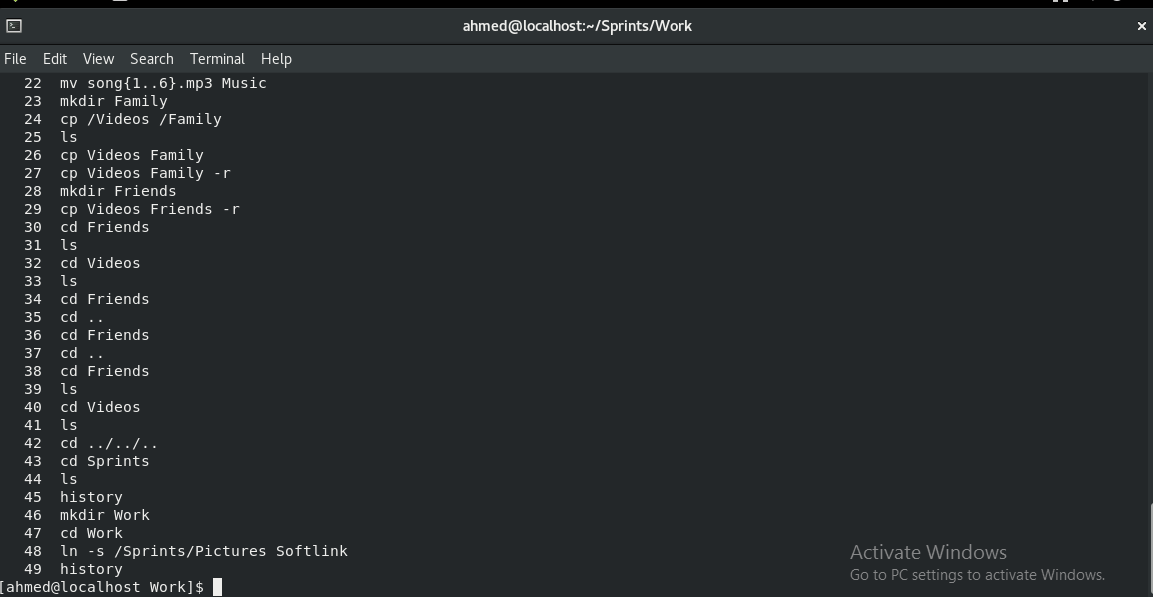 ahmed@localhost:~/Sprints/Work ×
File Edit View Search Terminal Help
22 mv song{1..6}.mp3 Music
23 mkdir Family
24 cp /Videos /Family
25 ls
26 cp Videos Family
27 cp Videos Family -r
28 mkdir Friends
29 cp Videos Friends -r
30 cd Friends
31 ls
32 cd Videos
33 ls
34 cd Friends
35 cd ..
36 cd Friends
37 cd ..
38 cd Friends
39 ls
40 cd Videos
41 ls
42 cd ../../..
43 cd Sprints
44 ls
45 history
46 mkdir Work
47 cd Work
48 ln -s /Sprints/Pictures Softlink
49 history
[ahmed@localhost Work]$
Activate Windows
Go to PC settings to activate Windows.